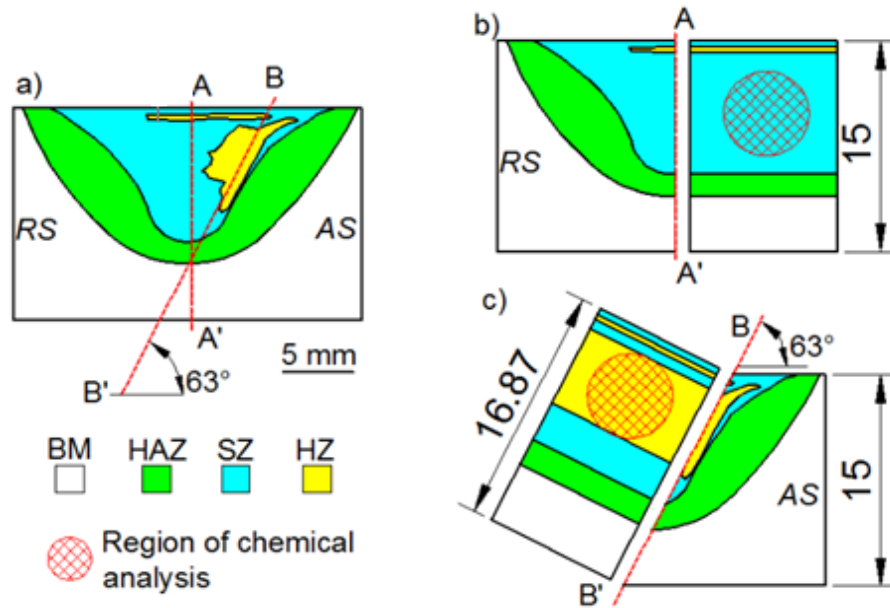 a)
A
B
RS
AS
A'
B'
63°
5 mm
BM
HAZ
SZ
HZ
Region of chemical
analysis
b)
A
RS
A'
15
c)
B
63°
16.87
AS
15
B'